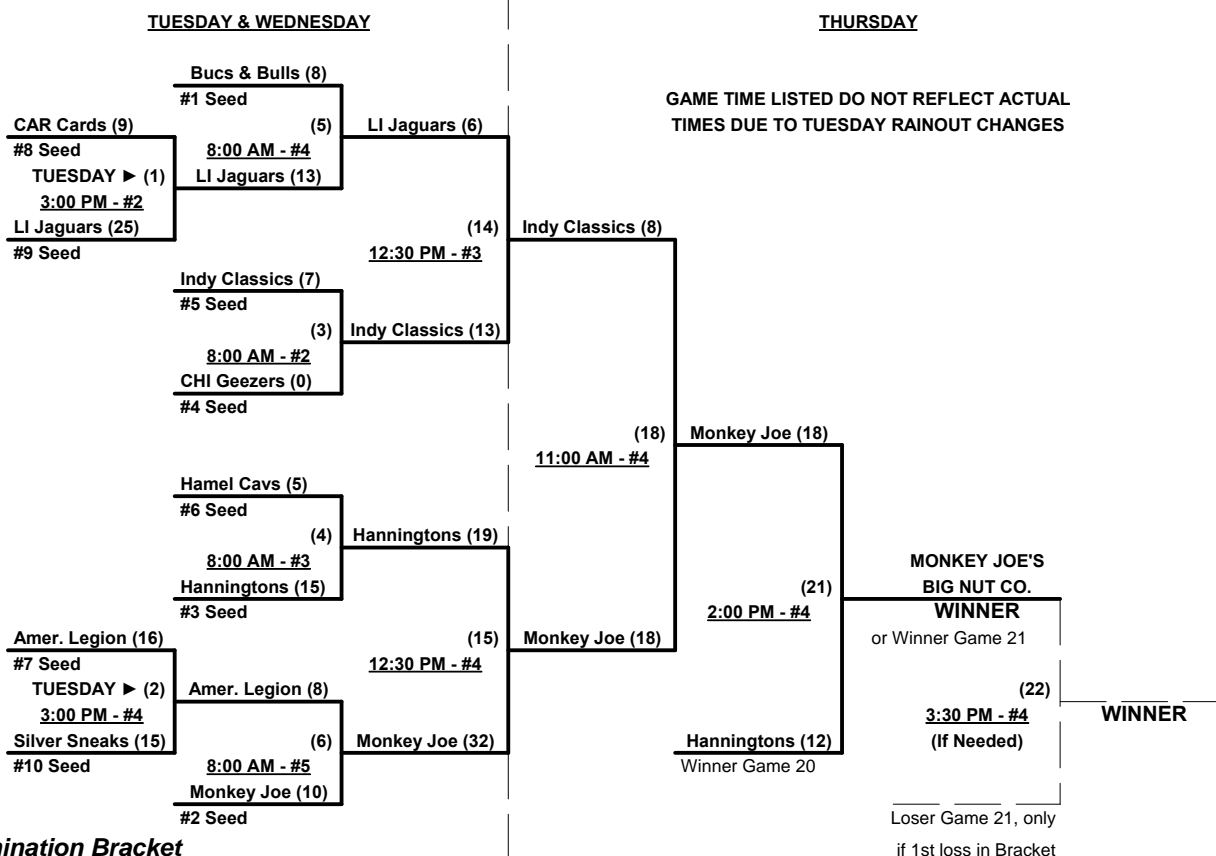 TUESDAY & WEDNESDAY
THURSDAY
Bucs & Bulls (8)
#1 Seed
GAME TIME LISTED DO NOT REFLECT ACTUAL
TIMES DUE TO TUESDAY RAINOUT CHANGES
CAR Cards (9)
#8 Seed
(5)
8:00 AM - #4
LI Jaguars (6)
TUESDAY ► (1)
3:00 PM - #2
LI Jaguars (13)
LI Jaguars (25)
#9 Seed
(14)
12:30 PM - #3
Indy Classics (8)
Indy Classics (7)
#5 Seed
(3)
8:00 AM - #2
Indy Classics (13)
CHI Geezers (0)
#4 Seed
(18)
11:00 AM - #4
Monkey Joe (18)
Hamel Cavs (5)
#6 Seed
(4)
8:00 AM - #3
Hanningtons (19)
Hanningtons (15)
#3 Seed
(21)
2:00 PM - #4
MONKEY JOE'S
BIG NUT CO.
WINNER
or Winner Game 21
Amer. Legion (16)
#7 Seed
(15)
12:30 PM - #4
Monkey Joe (18)
TUESDAY ► (2)
3:00 PM - #4
Amer. Legion (8)
Silver Sneaks (15)
#10 Seed
(6)
8:00 AM - #5
Monkey Joe (32)
Hanningtons (12)
Winner Game 20
(22)
3:30 PM - #4
(If Needed)
WINNER
Monkey Joe (10)
#2 Seed
Loser Game 21, only
if 1st loss in Bracket
ination Bracket